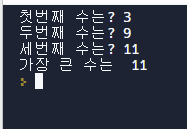 첫번째 수는? 3
두번째 수는? 9
세번째 수는? 11
가장 큰 수는  11
>